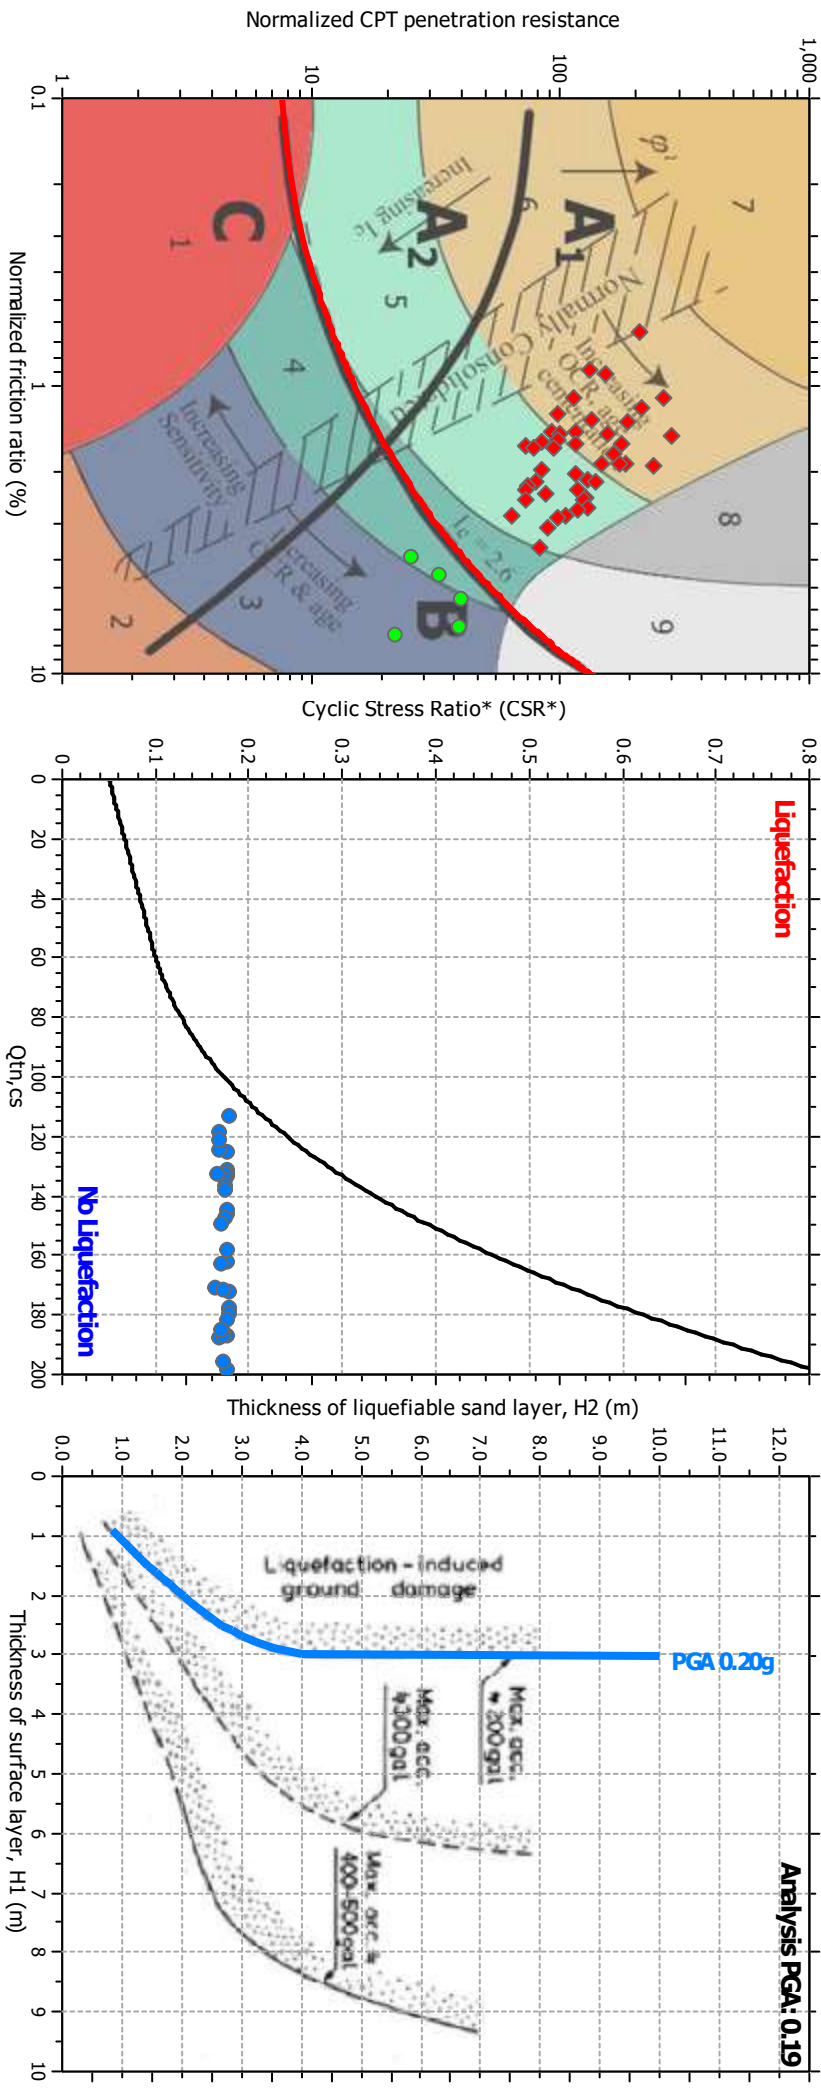 Normalized CPT penetration resistance
1,000
100
10
1
0.1
1
10
Normalized friction ratio (%)
7
8
9
6
5
4
3
2
1
A1
A2
B
C
φ'
Increasing Ic
Normally Consolidated
Increasing
OCR, age,
Ic = 2.6
Increasing
Sensitivity
Increasing
OCR & age
Cyclic Stress Ratio* (CSR*)
0.8
0.7
0.6
0.5
0.4
0.3
0.2
0.1
0
0
20
40
60
80
100
120
140
160
180
200
Qtn,cs
Liquefaction
No Liquefaction
Thickness of liquefiable sand layer, H2 (m)
12.0
11.0
10.0
9.0
8.0
7.0
6.0
5.0
4.0
3.0
2.0
1.0
0.0
0
1
2
3
4
5
6
7
8
9
10
Thickness of surface layer, H1 (m)
Analysis PGA: 0.19
PGA 0.20g
Liquefaction-induced
ground damage
Max. acc.
200gal
Max. acc.
300gal
Max. acc.
400-500gal